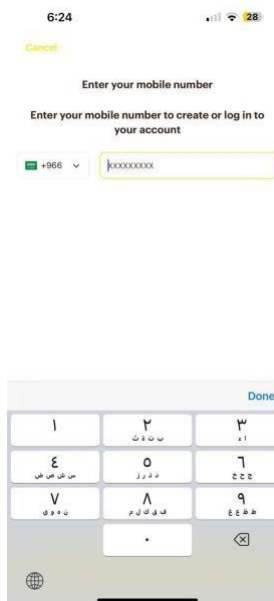 6:24
28
Cancel
Enter your mobile number
Enter your mobile number to create or log in to
your account
+966
xxxxxxxxx
Done
١
٢
ب ت ة ث
٣
ا ء
٤
س ش ص ض
٥
د ذ ر ز
٦
ج ح خ
٧
ن ه و ي
٨
ف ق ك ل م
٩
ط ظ ع غ
٠